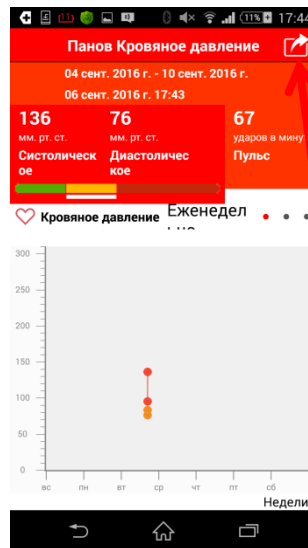 11% 17:44
Панов Кровяное давление
04 сент. 2016 г. - 10 сент. 2016 г.
06 сент. 2016 г. 17:43
136 76 67
мм. рт. ст. мм. рт. ст. ударов в минут
Систолическ Диастоличес Пульс
ое кое
Кровяное давление Еженедел
300
250
200
150
100
50
0
вс пн вт ср чт пт сб
Недели